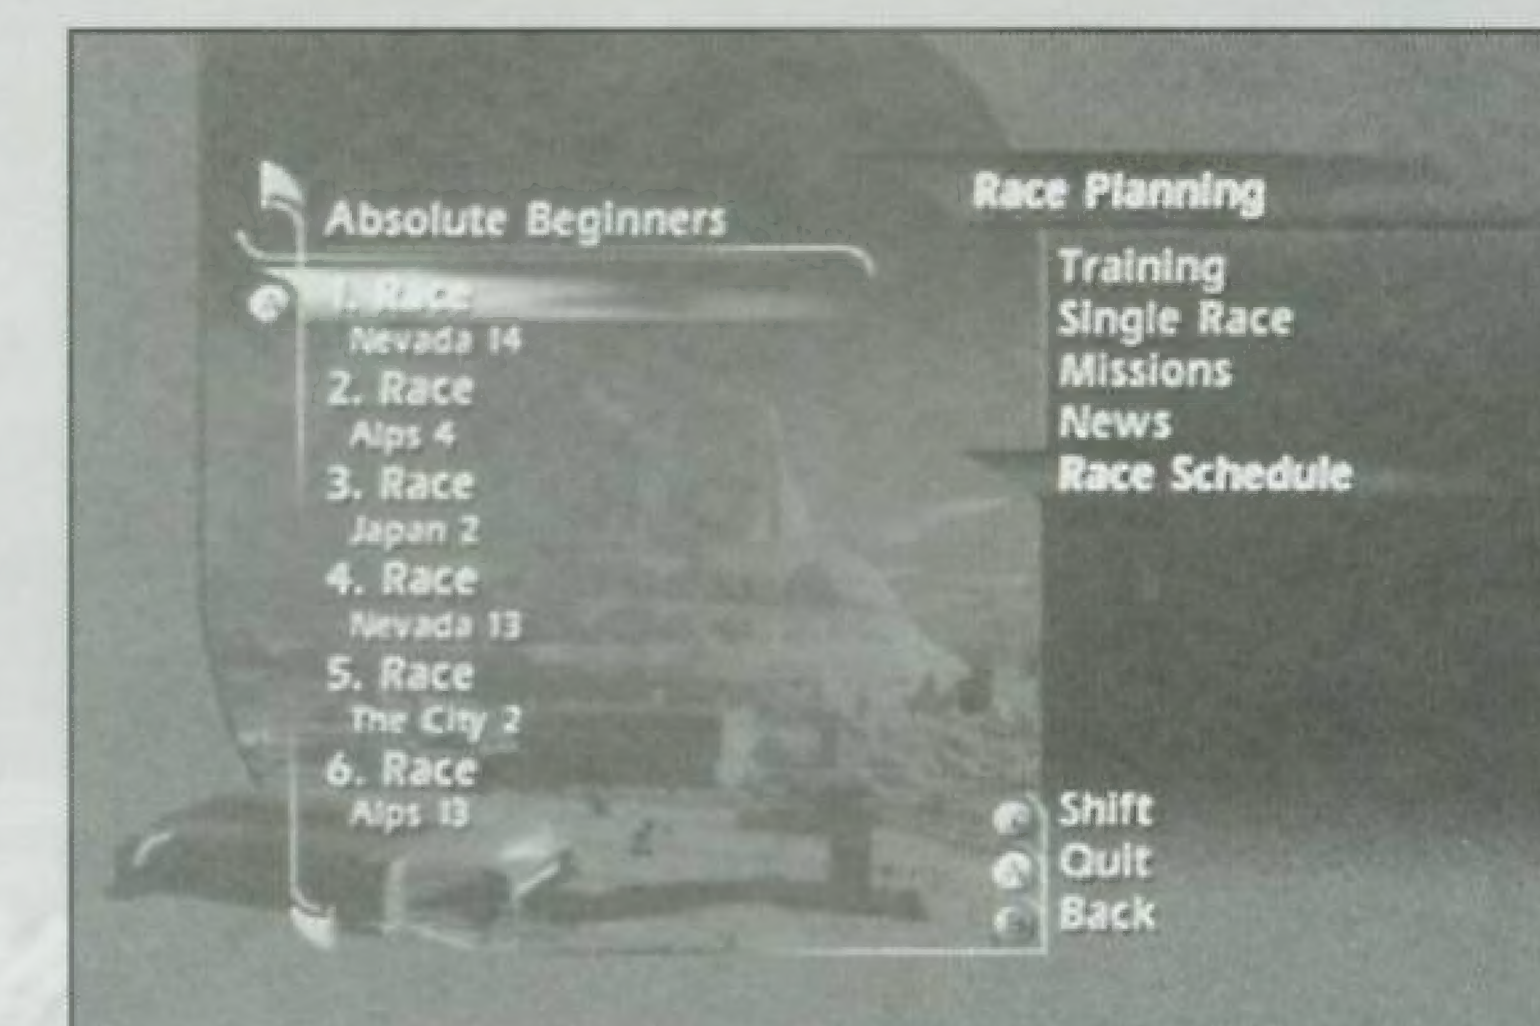 Absolute Beginners
1. Race
Nevada 14
2. Race
Alps 4
3. Race
Japan 2
4. Race
Nevada 13
5. Race
The City 2
6. Race
Alps 13
Race Planning
Training
Single Race
Missions
News
Race Schedule
Shift
Quit
Back